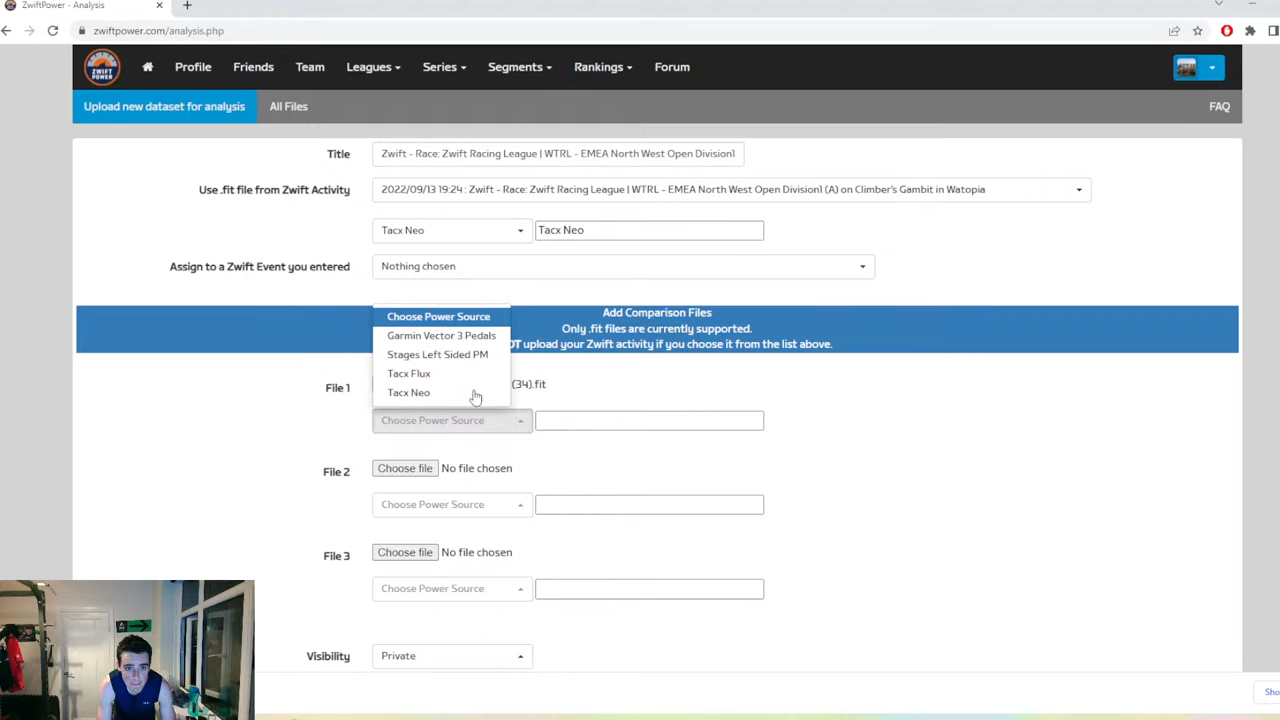 ZwiftPower - Analysis
zwiftpower.com/analysis.php
ZWIFT POWER
Profile Friends Team Leagues Series Segments Rankings Forum
Upload new dataset for analysis All Files FAQ
Title Zwift - Race: Zwift Racing League | WTRL - EMEA North West Open Division1
Use .fit file from Zwift Activity 2022/09/13 19:24 : Zwift - Race: Zwift Racing League | WTRL - EMEA North West Open Division1 (A) on Climber's Gambit in Watopia
Tacx Neo Tacx Neo
Assign to a Zwift Event you entered Nothing chosen
Add Comparison Files
Only .fit files are currently supported.
OT upload your Zwift activity if you choose it from the list above.
Choose Power Source
Garmin Vector 3 Pedals
Stages Left Sided PM
Tacx Flux
Tacx Neo
File 1 (34).fit
Choose Power Source
File 2 Choose file No file chosen
Choose Power Source
File 3 Choose file No file chosen
Choose Power Source
Visibility Private
Sho